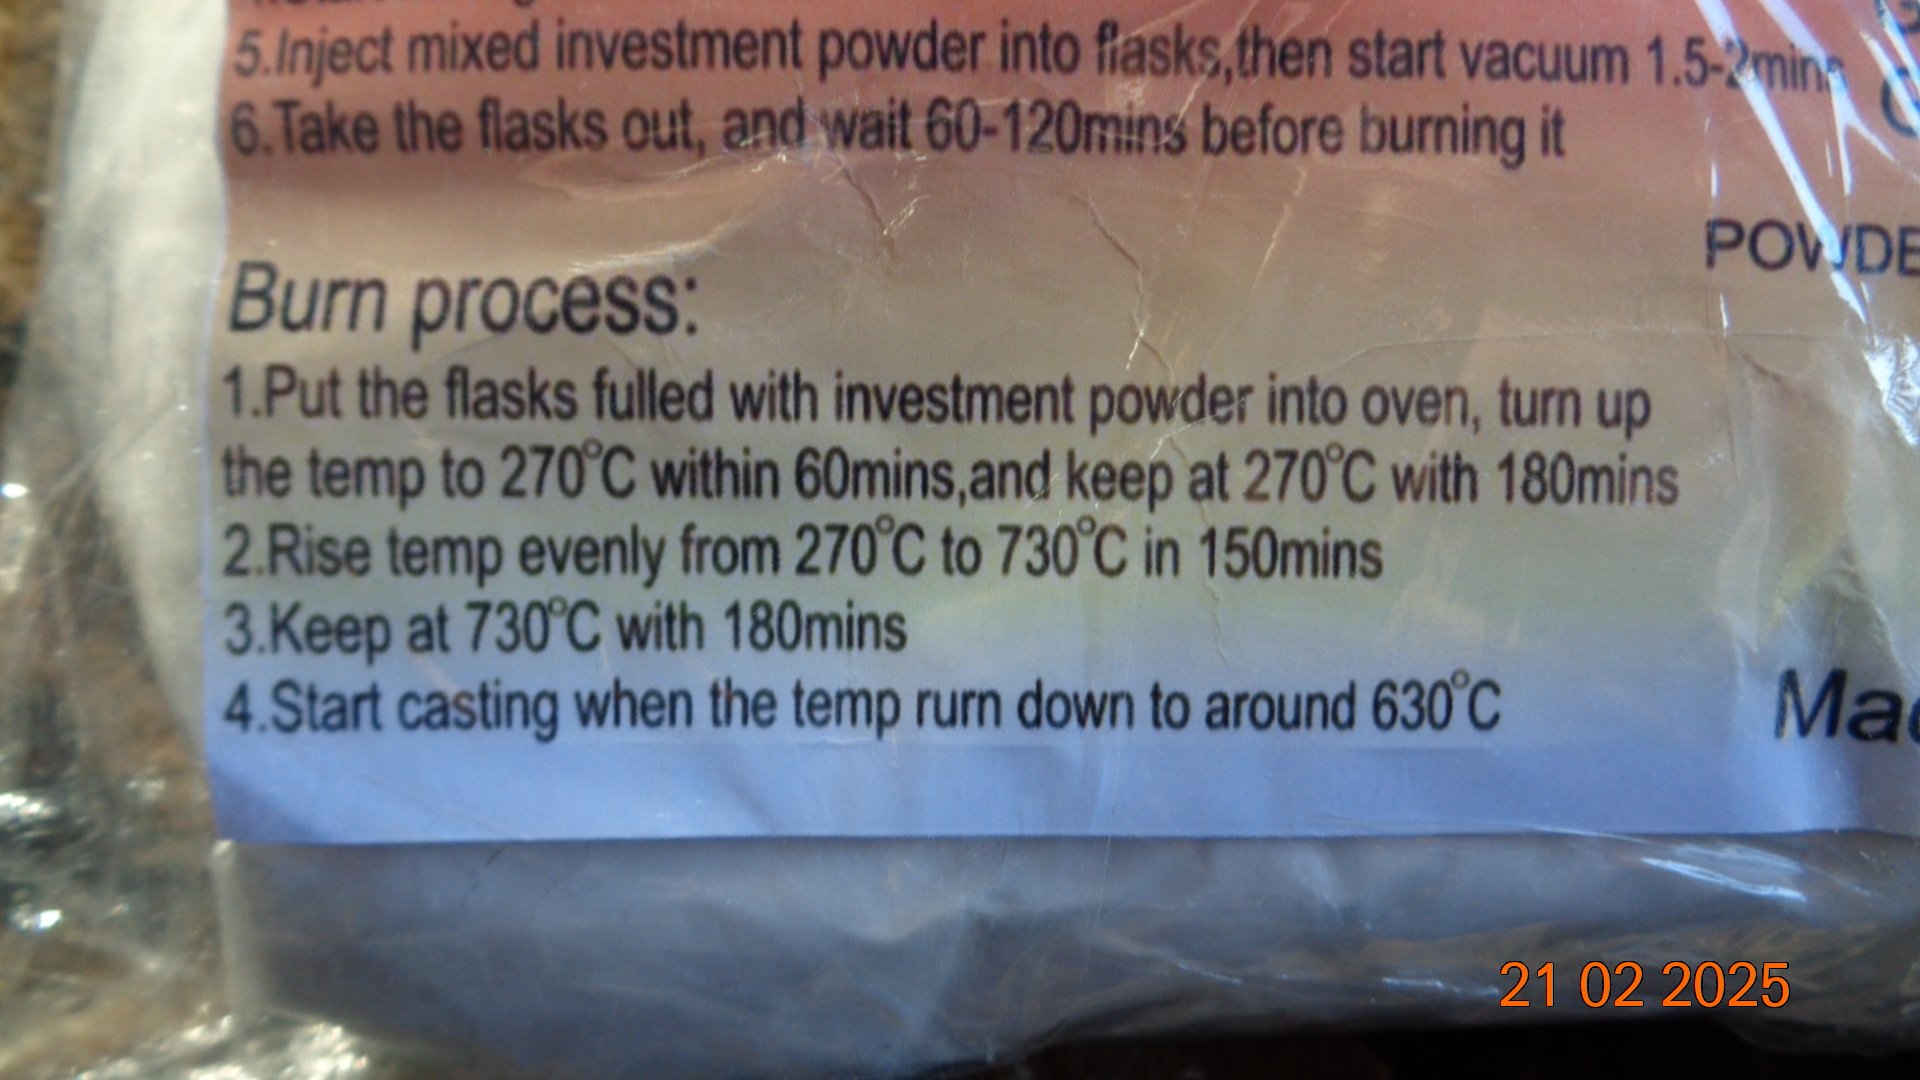 5.Inject mixed investment powder into flasks,then start vacuum 1.5-2mins
6.Take the flasks out, and wait 60-120mins before burning it
POWDE
Burn process:
1.Put the flasks fulled with investment powder into oven, turn up
the temp to 270°C within 60mins,and keep at 270°C with 180mins
2.Rise temp evenly from 270°C to 730°C in 150mins
3.Keep at 730°C with 180mins
4.Start casting when the temp rurn down to around 630°C
Mad
21 02 2025